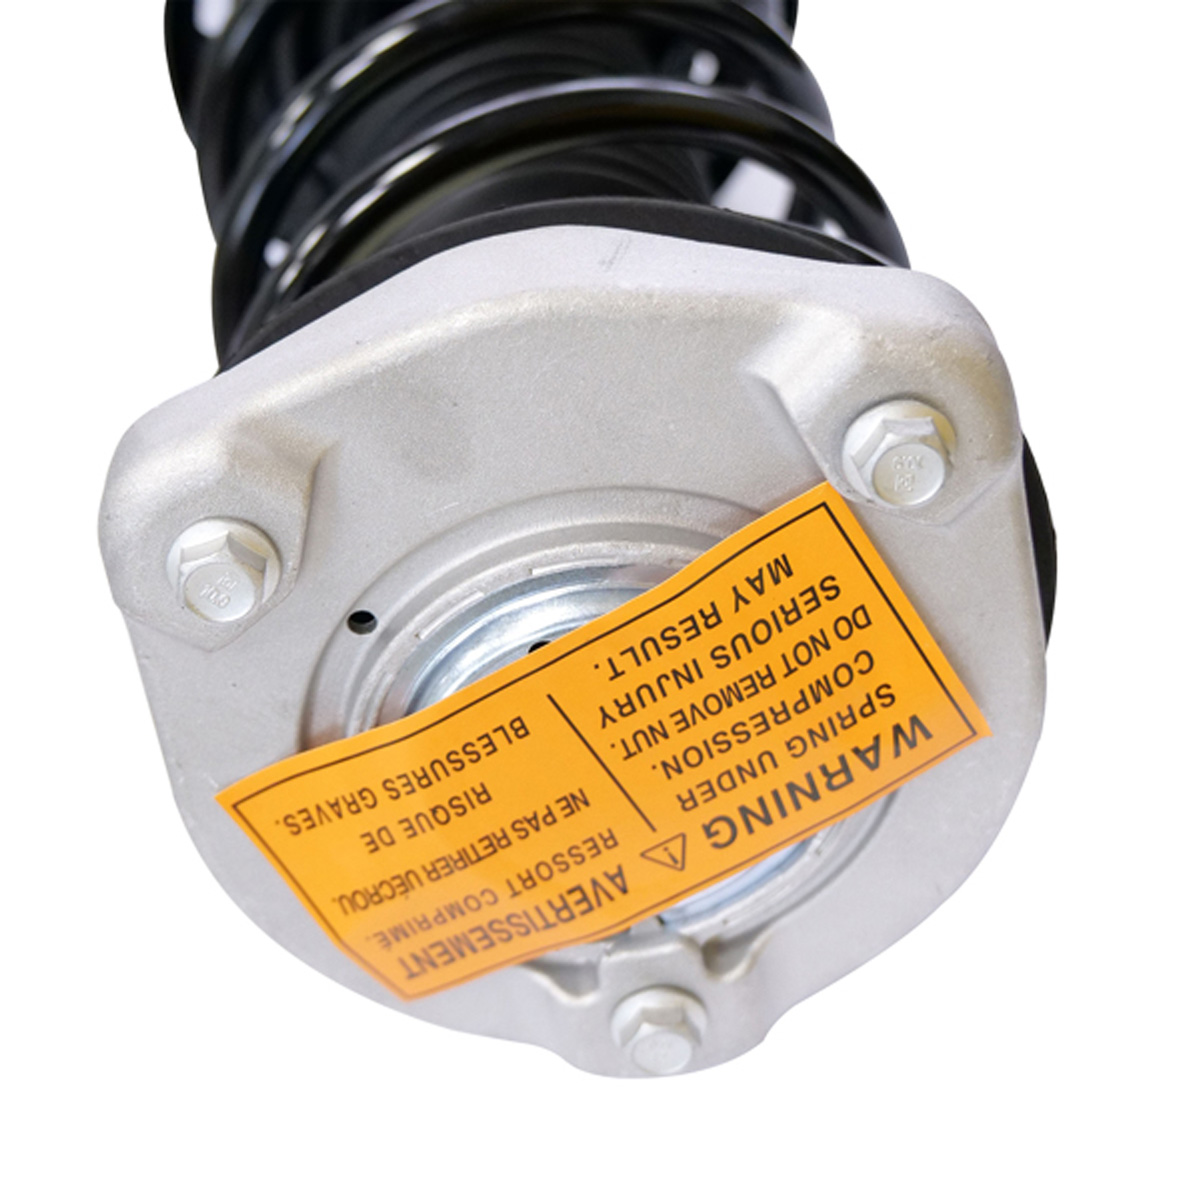 WARNING
SPRING UNDER
COMPRESSION.
DO NOT REMOVE NUT.
SERIOUS INJURY
MAY RESULT.
AVERTISSEMENT
RESSORT COMPRIMÉ.
NE PAS RETIRER L'ÉCROU.
RISQUE DE
BLESSURES GRAVES.